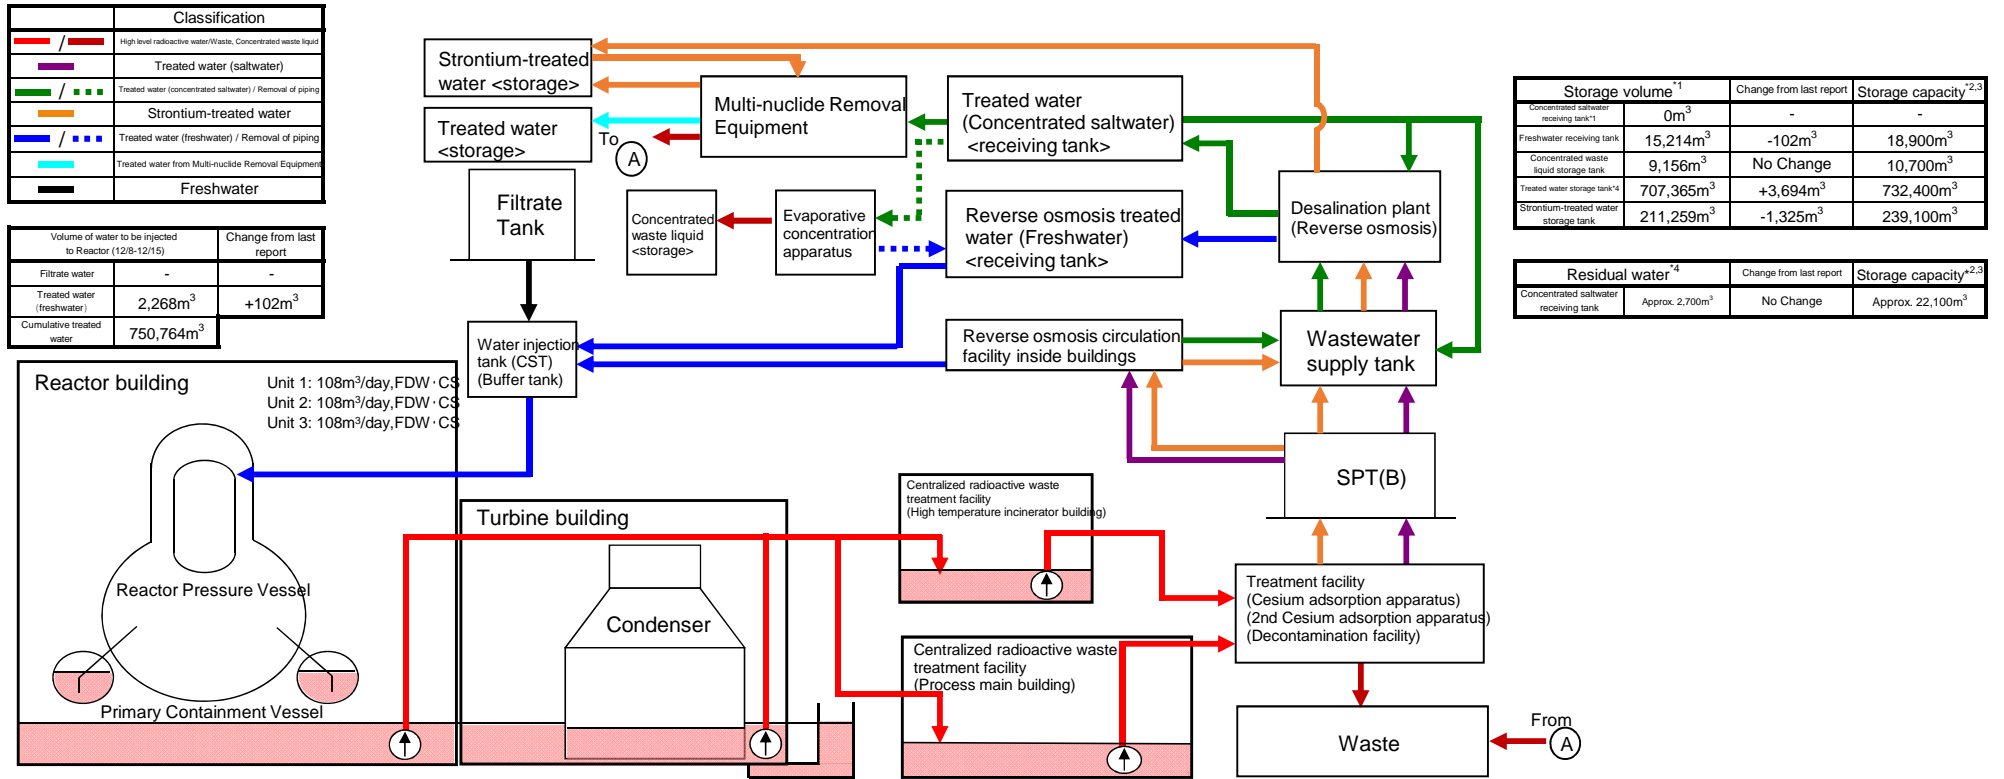 Classification
/ High level radioactive water/Waste, Concentrated waste liquid
Treated water (saltwater)
/ Treated water (concentrated saltwater) / Removal of piping
Strontium-treated water
/ Treated water (freshwater) / Removal of piping
Treated water from Multi-nuclide Removal Equipment
Freshwater
Volume of water to be injected
to Reactor (12/8-12/15)
Change from last
report
Filtrate water - -
Treated water
(freshwater)
2,268m3 +102m3
Cumulative treated
water
750,764m3
Strontium-treated
water <storage>
Treated water
<storage>
To
A
Multi-nuclide Removal
Equipment
Treated water
(Concentrated saltwater)
<receiving tank>
Filtrate
Tank
Concentrated
waste liquid
<storage>
Evaporative
concentration
apparatus
Reverse osmosis treated
water (Freshwater)
<receiving tank>
Desalination plant
(Reverse osmosis)
Water injection
tank (CST)
(Buffer tank)
Reverse osmosis circulation
facility inside buildings
Wastewater
supply tank
SPT(B)
Storage volume*1 Change from last report Storage capacity*2,3
Concentrated saltwater
receiving tank*1
0m3 - -
Freshwater receiving tank 15,214m3 -102m3 18,900m3
Concentrated waste
liquid storage tank
9,156m3 No Change 10,700m3
Treated water storage tank*4 707,365m3 +3,694m3 732,400m3
Strontium-treated water
storage tank
211,259m3 -1,325m3 239,100m3
Residual water*4 Change from last report Storage capacity*2,3
Concentrated saltwater
receiving tank
Approx. 2,700m3 No Change Approx. 22,100m3
Reactor building
Unit 1: 108m3/day,FDW・CS
Unit 2: 108m3/day,FDW・CS
Unit 3: 108m3/day,FDW・CS
Reactor Pressure Vessel
Primary Containment Vessel
Turbine building
Condenser
Centralized radioactive waste
treatment facility
(High temperature incinerator building)
Centralized radioactive waste
treatment facility
(Process main building)
Treatment facility
(Cesium adsorption apparatus)
(2nd Cesium adsorption apparatus)
(Decontamination facility)
Waste
From
A